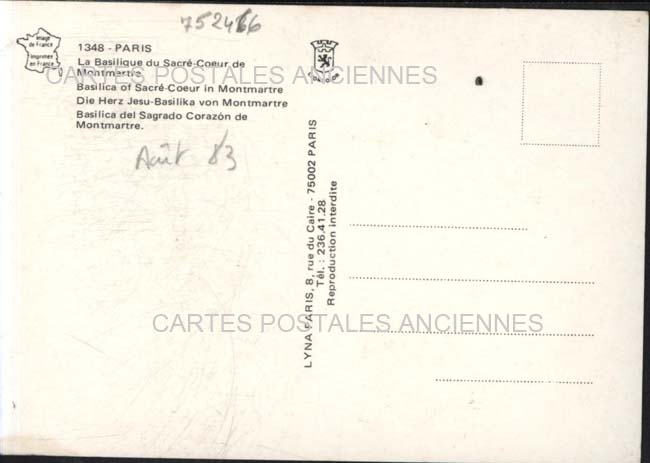 752466
Image
de France
Imprimée
en France
1348 - PARIS
La Basilique du Sacré-Coeur de
Montmartre.
Basilica of Sacré-Coeur in Montmartre
Die Herz Jesu-Basilika von Montmartre
Basilica del Sagrado Corazón de
Montmartre.
CARTES POSTALES ANCIENNES
Août 83
LYNA PARIS, 8, rue du Caire - 75002 PARIS
Tél. : 236.41.28
Reproduction interdite
CARTES POSTALES ANCIENNES